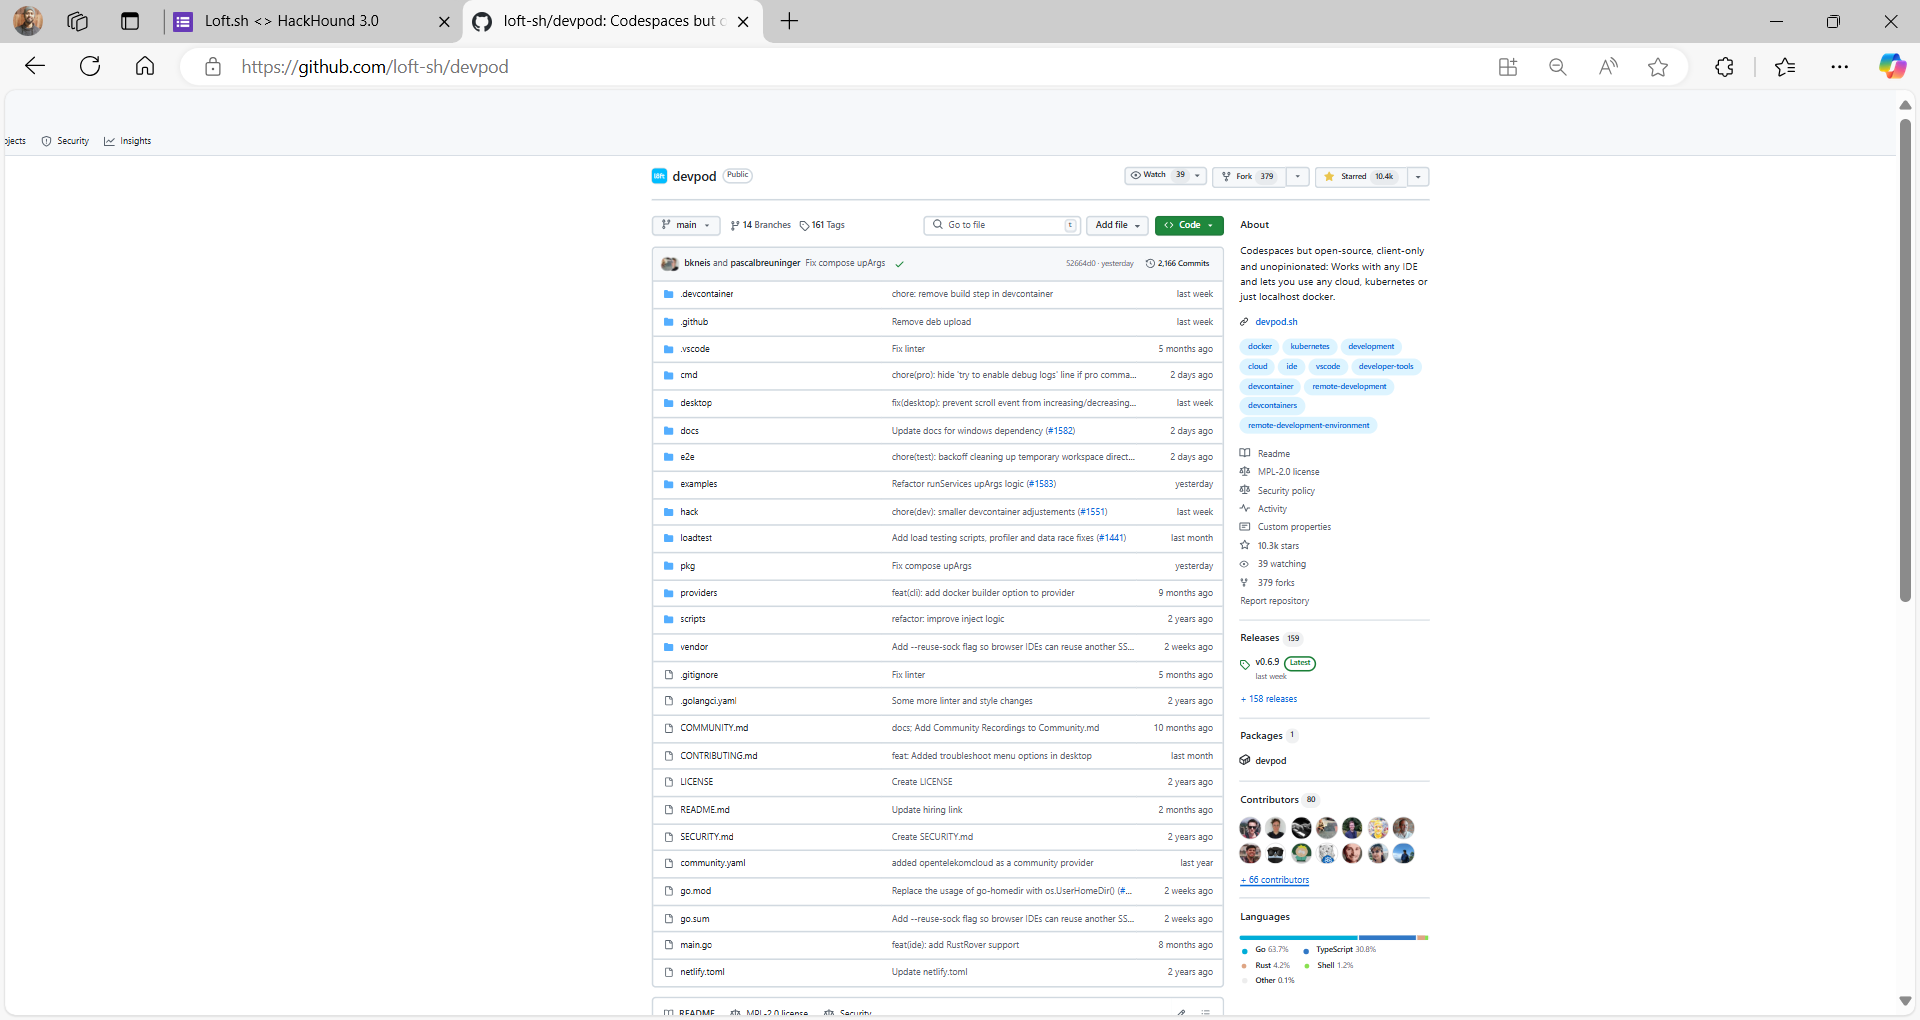 Loft.sh <> HackHound 3.0
loft-sh/devpod: Codespaces but o
https://github.com/loft-sh/devpod
ojects Security Insights
loft devpod Public
Watch 39 Fork 379 Starred 10.4k
main 14 Branches 161 Tags Go to file t Add file Code
bkneis and pascalbreuninger Fix compose upArgs 52664d0 · yesterday 2,166 Commits
.devcontainer chore: remove build step in devcontainer last week
.github Remove deb upload last week
.vscode Fix linter 5 months ago
cmd chore(pro): hide 'try to enable debug logs' line if pro comma... 2 days ago
desktop fix(desktop): prevent scroll event from increasing/decreasing... last week
docs Update docs for windows dependency (#1582) 2 days ago
e2e chore(test): backoff cleaning up temporary workspace direct... 2 days ago
examples Refactor runServices upArgs logic (#1583) yesterday
hack chore(dev): smaller devcontainer adjustements (#1551) last week
loadtest Add load testing scripts, profiler and data race fixes (#1441) last month
pkg Fix compose upArgs yesterday
providers feat(cli): add docker builder option to provider 9 months ago
scripts refactor: improve inject logic 2 years ago
vendor Add --reuse-sock flag so browser IDEs can reuse another SS... 2 weeks ago
.gitignore Fix linter 5 months ago
.golangci.yaml Some more linter and style changes 2 years ago
COMMUNITY.md docs; Add Community Recordings to Community.md 10 months ago
CONTRIBUTING.md feat: Added troubleshoot menu options in desktop last month
LICENSE Create LICENSE 2 years ago
README.md Update hiring link 2 months ago
SECURITY.md Create SECURITY.md 2 years ago
community.yaml added opentelekomcloud as a community provider last year
go.mod Replace the usage of go-homedir with os.UserHomeDir() (#... 2 weeks ago
go.sum Add --reuse-sock flag so browser IDEs can reuse another SS... 2 weeks ago
main.go feat(ide): add RustRover support 8 months ago
netlify.toml Update netlify.toml 2 years ago
README MPL-2.0 license Security
About
Codespaces but open-source, client-only
and unopinionated: Works with any IDE
and lets you use any cloud, kubernetes or
just localhost docker.
devpod.sh
docker kubernetes development
cloud ide vscode developer-tools
devcontainer remote-development
devcontainers
remote-development-environment
Readme
MPL-2.0 license
Security policy
Activity
Custom properties
10.3k stars
39 watching
379 forks
Report repository
Releases 159
v0.6.9 Latest
last week
+ 158 releases
Packages 1
devpod
Contributors 80
+ 66 contributors
Languages
Go 63.7% TypeScript 30.8%
Rust 4.2% Shell 1.2%
Other 0.1%